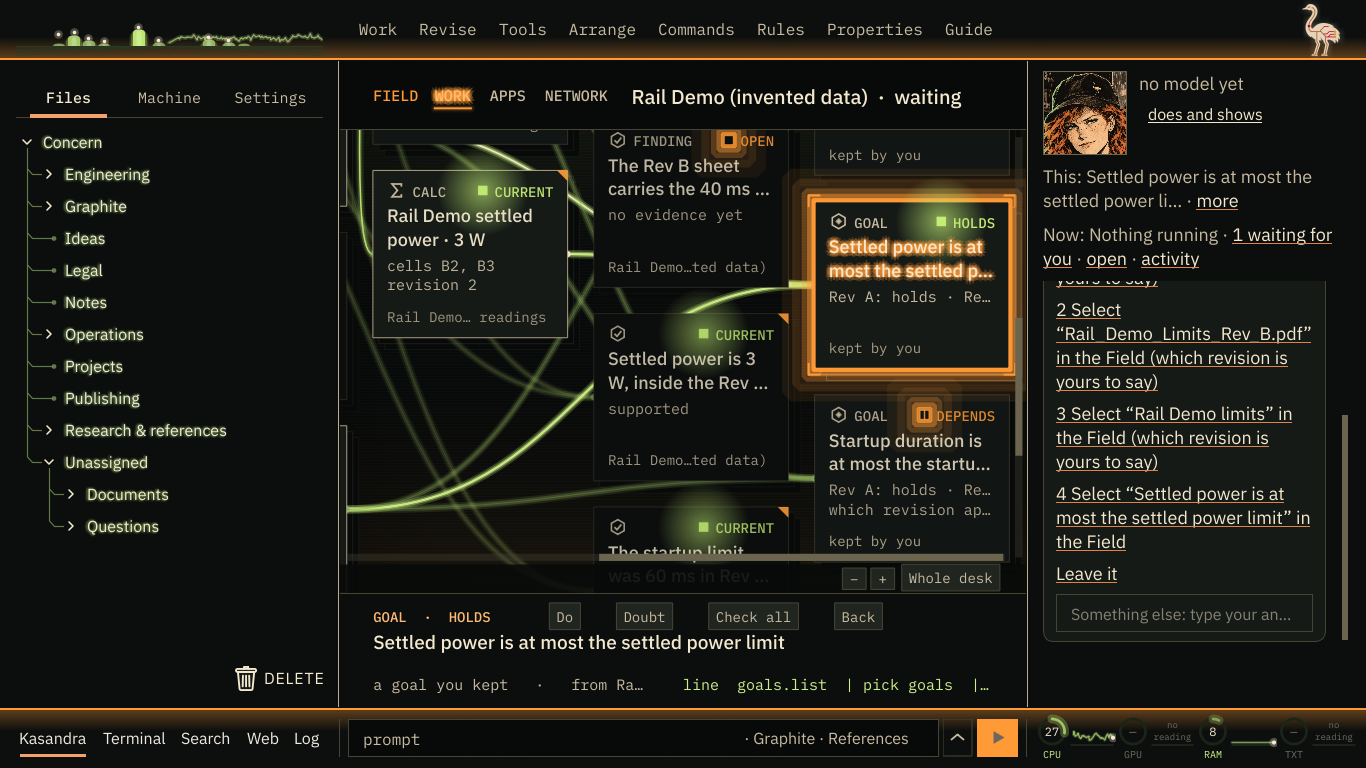 Work Revise Tools Arrange Commands Rules Properties Guide
Files Machine Settings
Concern
Engineering
Graphite
Ideas
Legal
Notes
Operations
Projects
Publishing
Research & references
Unassigned
Documents
Questions
DELETE
FIELD WORK APPS NETWORK Rail Demo (invented data) · waiting
CALC CURRENT
Rail Demo settled
power · 3 W
cells B2, B3
revision 2
Rail Demo… readings
FINDING OPEN
The Rev B sheet
carries the 40 ms …
no evidence yet
Rail Demo…ted data)
CURRENT
Settled power is 3
W, inside the Rev …
supported
Rail Demo…ted data)
CURRENT
The startup limit
was 60 ms in Rev …
kept by you
GOAL HOLDS
Settled power is at
most the settled p…
Rev A: holds · Re…
kept by you
GOAL DEPENDS
Startup duration is
at most the startu…
Rev A: holds · Re…
which revision ap…
kept by you
− + Whole desk
GOAL · HOLDS Do Doubt Check all Back
Settled power is at most the settled power limit
a goal you kept · from Ra… line goals.list | pick goals |…
no model yet
does and shows
This: Settled power is at most the
settled power li… · more
Now: Nothing running · 1 waiting for
you · open · activity
yours to say)
2 Select
“Rail_Demo_Limits_Rev_B.pdf”
in the Field (which revision is
yours to say)
3 Select “Rail Demo limits” in
the Field (which revision is
yours to say)
4 Select “Settled power is at
most the settled power limit” in
the Field
Leave it
Something else: type your an…
Kasandra Terminal Search Web Log
prompt · Graphite · References
27 CPU
– GPU no reading
8 RAM
– TXT no reading